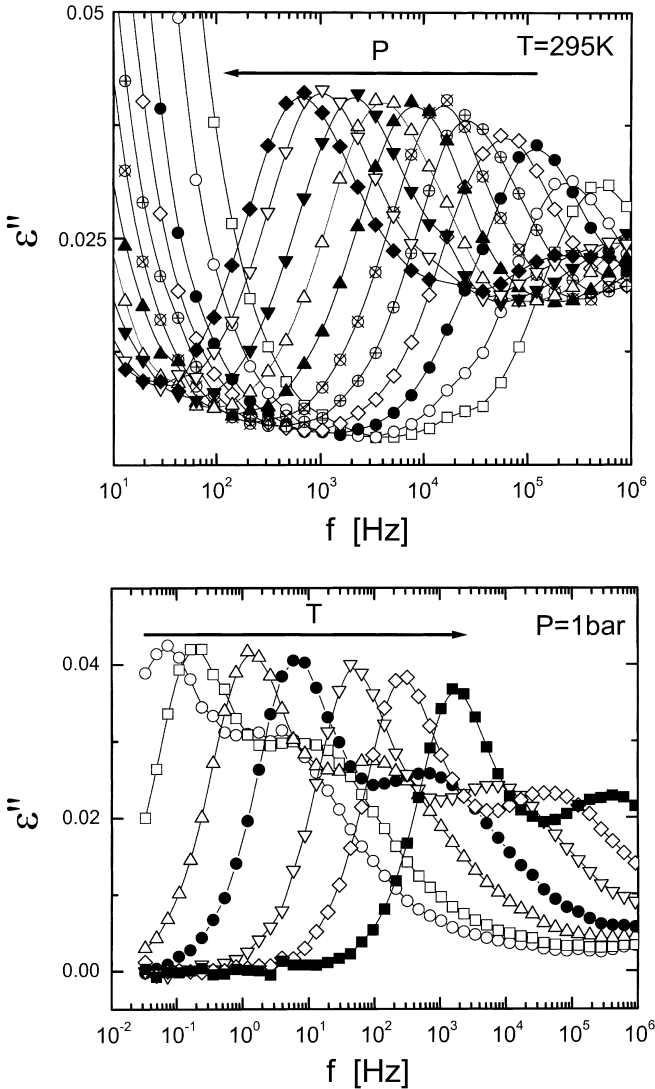 0.05
P
T=295K
ε"
0.025
10¹ 10² 10³ 10⁴ 10⁵ 10⁶
f [Hz]
T
P=1bar
0.04
ε"
0.02
0.00
10⁻² 10⁻¹ 10⁰ 10¹ 10² 10³ 10⁴ 10⁵ 10⁶
f [Hz]